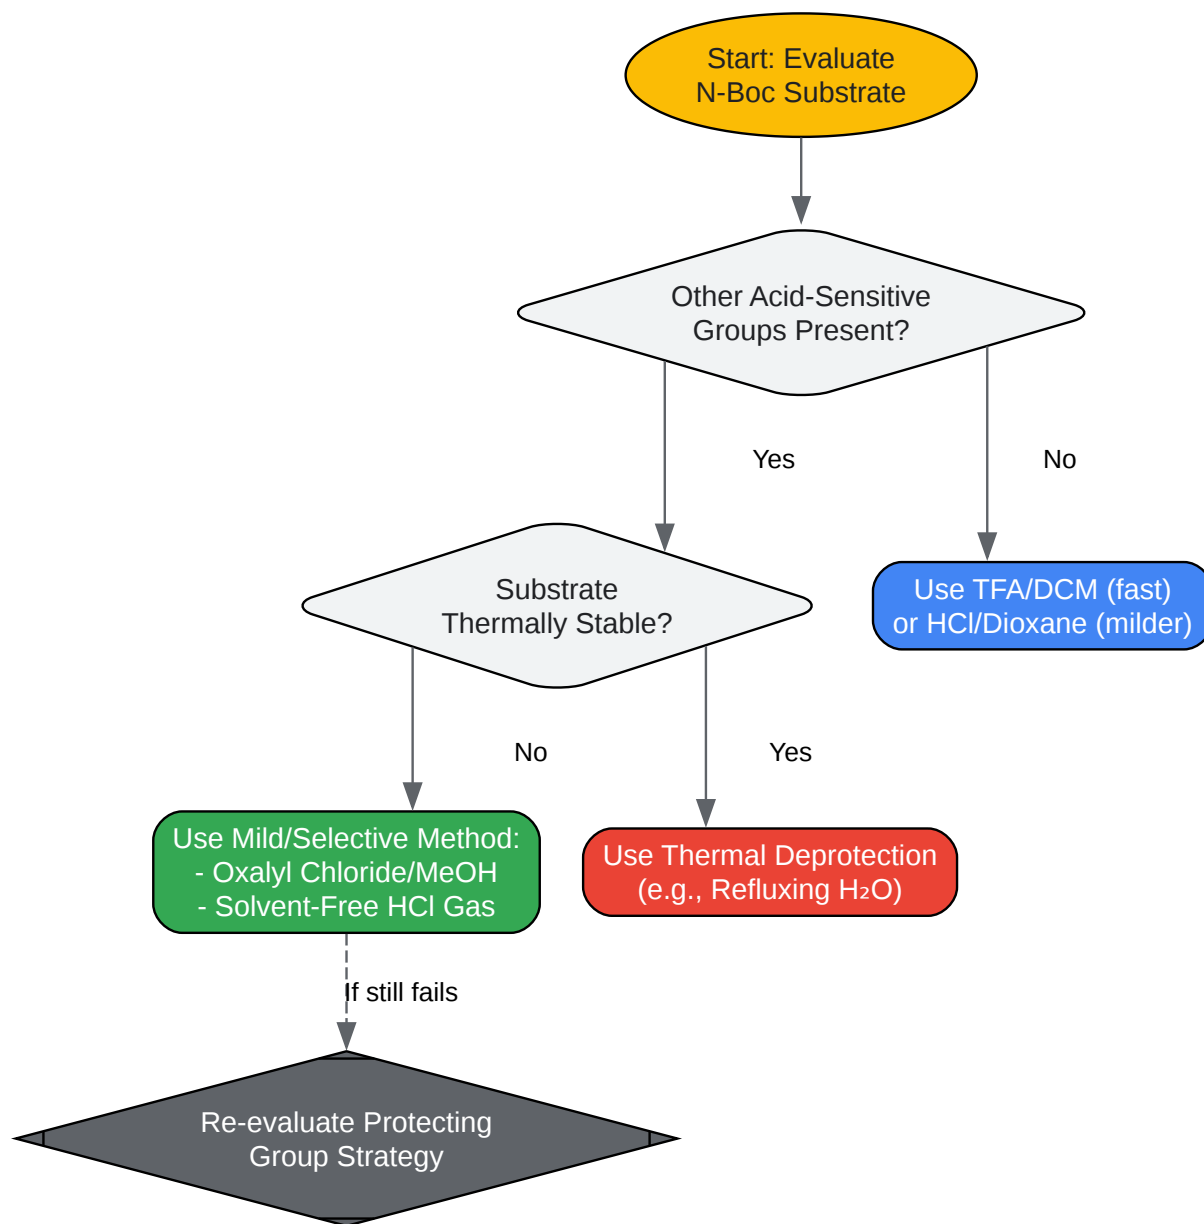 Start: Evaluate
N-Boc Substrate
Other Acid-Sensitive
Groups Present?
Yes
No
Substrate
Thermally Stable?
Use TFA/DCM (fast)
or HCl/Dioxane (milder)
No
Yes
Use Mild/Selective Method:
- Oxalyl Chloride/MeOH
- Solvent-Free HCl Gas
Use Thermal Deprotection
(e.g., Refluxing H₂O)
If still fails
Re-evaluate Protecting
Group Strategy